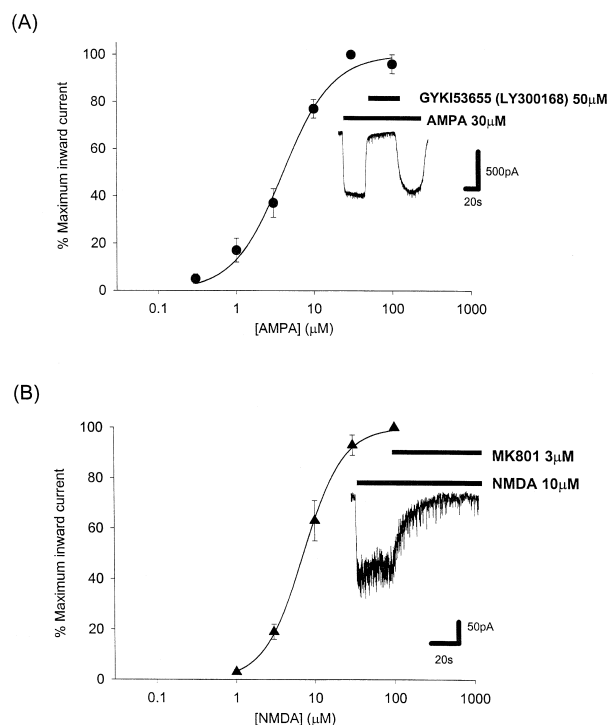 (A)
% Maximum inward current
100
80
60
40
20
0
GYKI53655 (LY300168) 50µM
AMPA 30µM
500pA
20s
0.1 1 10 100 1000
[AMPA] (µM)
(B)
% Maximum inward current
100
80
60
40
20
0
MK801 3µM
NMDA 10µM
50pA
20s
0.1 1 10 100 1000
[NMDA] (µM)